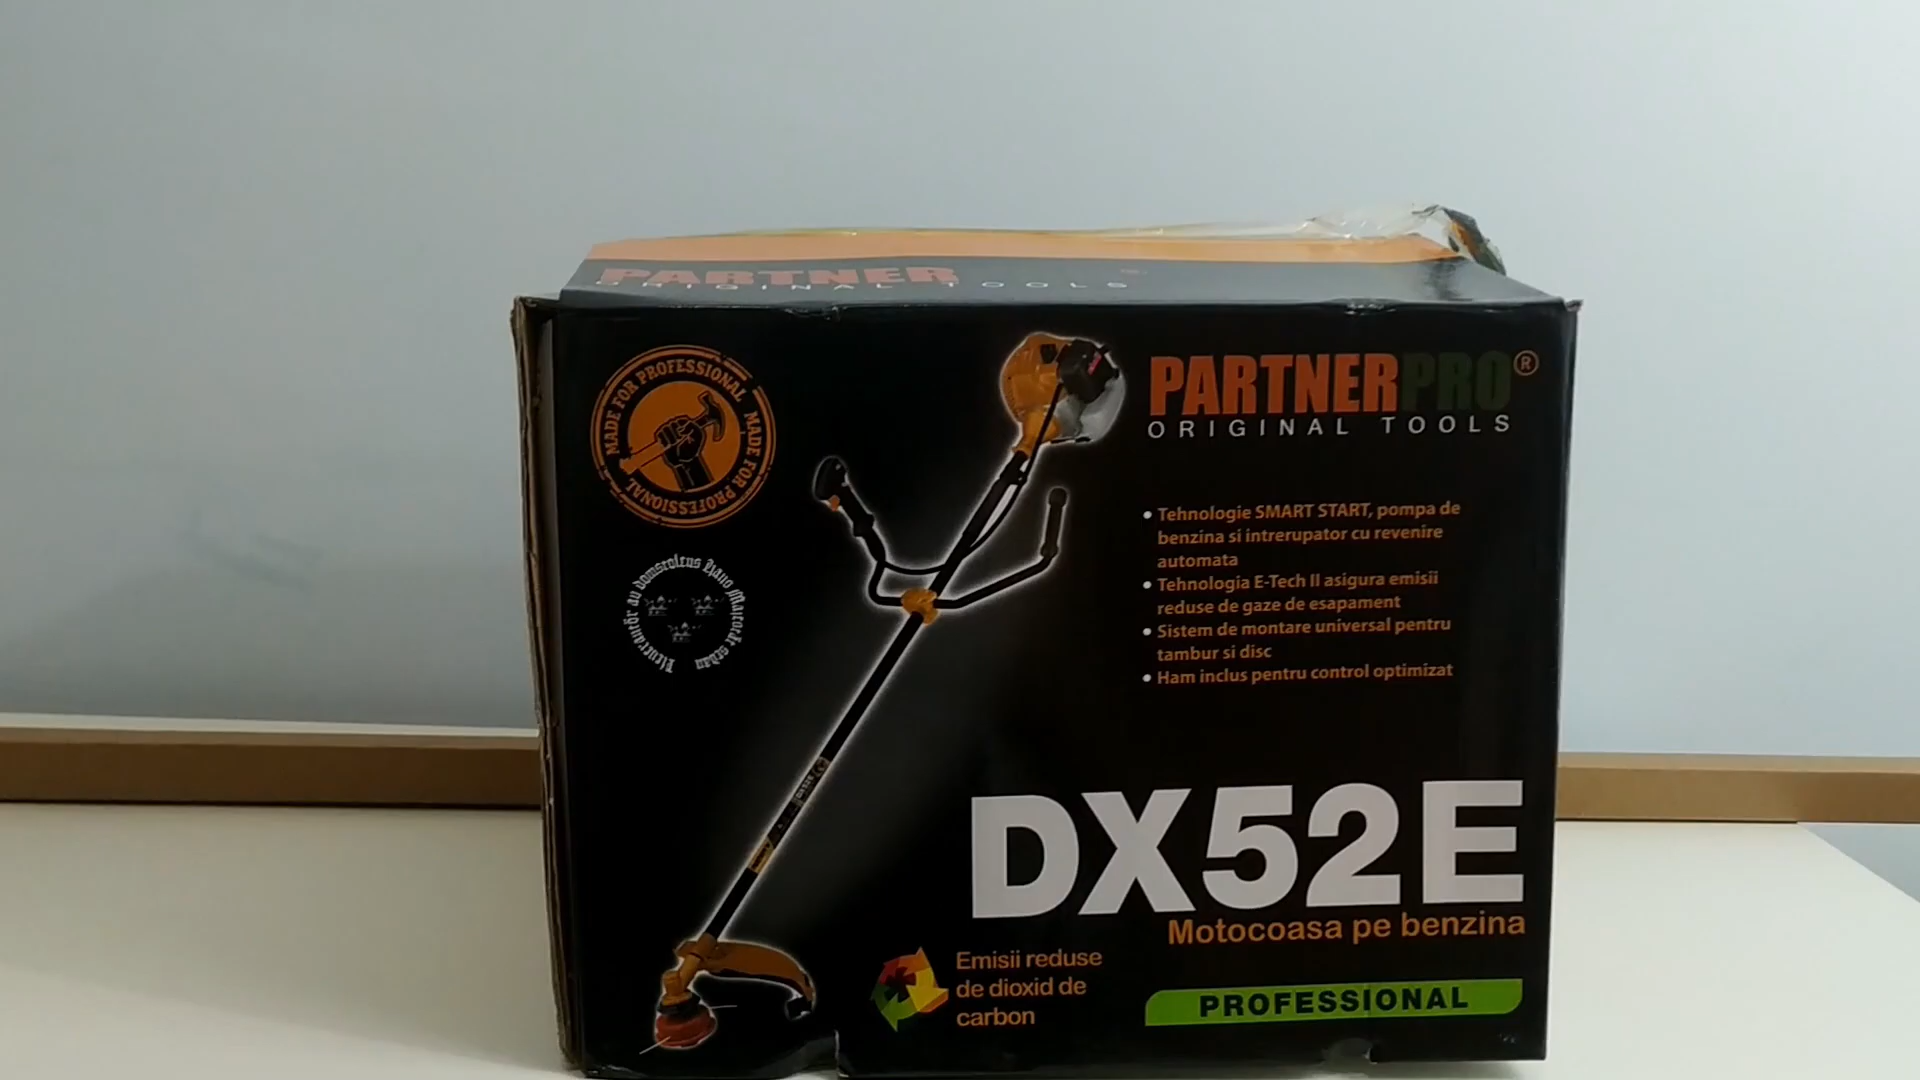 PARTNER
ORIGINAL TOOLS
MADE FOR PROFESSIONAL MADE FOR PROFESSIONAL
PARTNERPRO®
ORIGINAL TOOLS
• Tehnologie SMART START, pompa de
benzina si intrerupator cu revenire
automata
• Tehnologia E-Tech II asigura emisii
reduse de gaze de esapament
• Sistem de montare universal pentru
tambur si disc
• Ham inclus pentru control optimizat
DX52E
Motocoasa pe benzina
Emisii reduse
de dioxid de
carbon
PROFESSIONAL